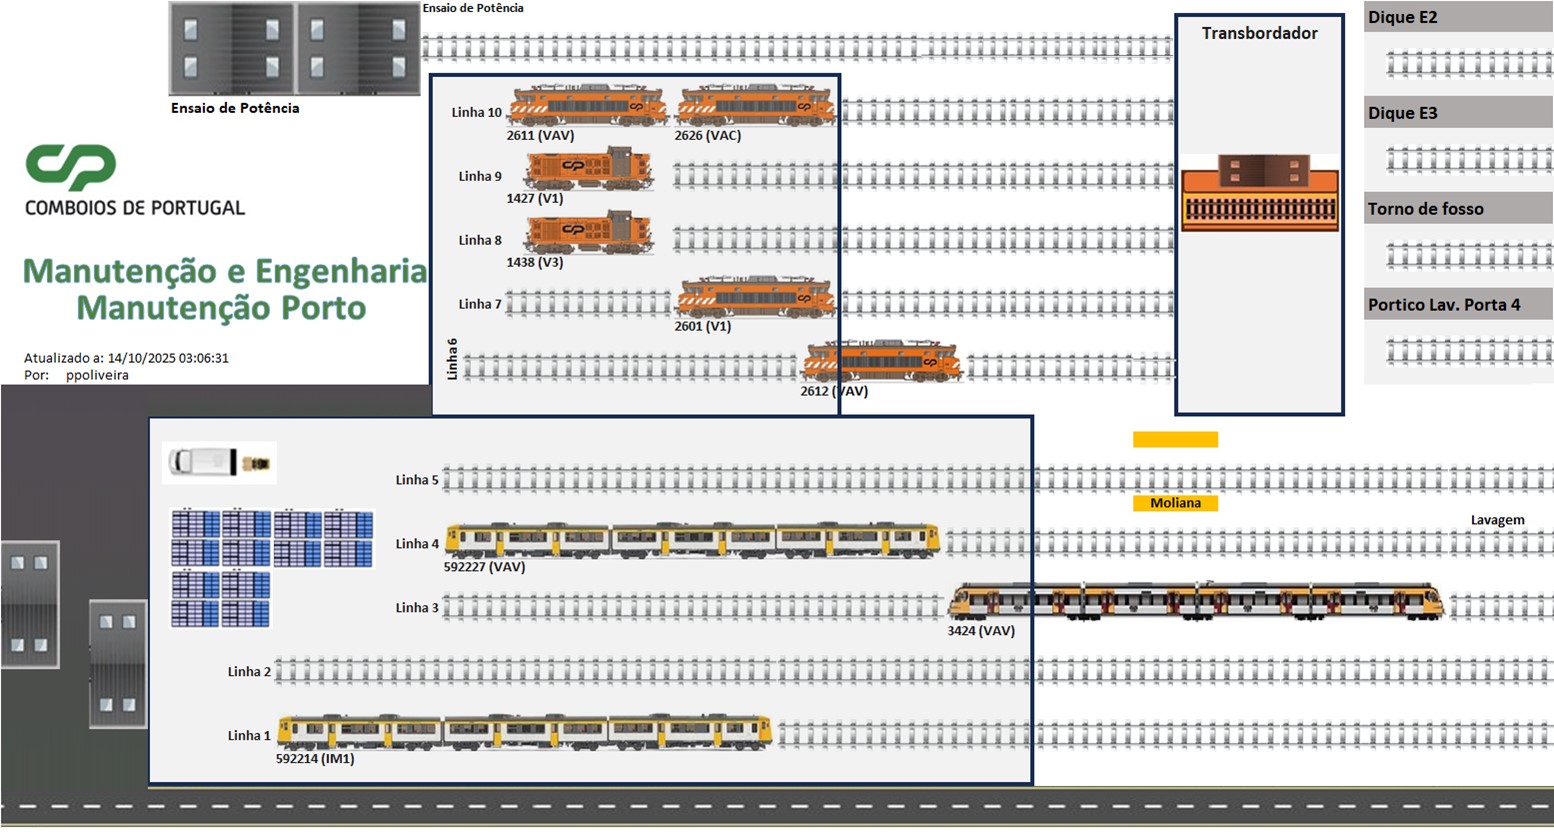 Ensaio de Potência
Ensaio de Potência
Transbordador
Dique E2
Dique E3
Torno de fosso
Portico Lav. Porta 4
CP
COMBOIOS DE PORTUGAL
Manutenção e Engenharia
Manutenção Porto
Atualizado a: 14/10/2025 03:06:31
Por: ppoliveira
Linha 10
2611 (VAV)
2626 (VAC)
Linha 9
1427 (V1)
Linha 8
1438 (V3)
Linha 7
2601 (V1)
Linha 6
2612 (VAV)
Linha 5
Moliana
Lavagem
Linha 4
592227 (VAV)
Linha 3
3424 (VAV)
Linha 2
Linha 1
592214 (IM1)